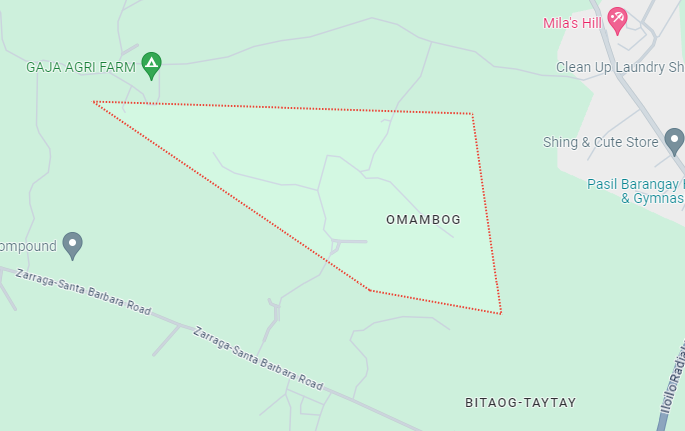 Mila's Hill
GAJA AGRI FARM
Clean Up Laundry Sh
Shing & Cute Store
Pasil Barangay
& Gymnas
OMAMBOG
ompound
Zarraga-Santa Barbara Road
Zarraga-Santa Barbara Road
Iloilo Radial
BITAOG-TAYTAY